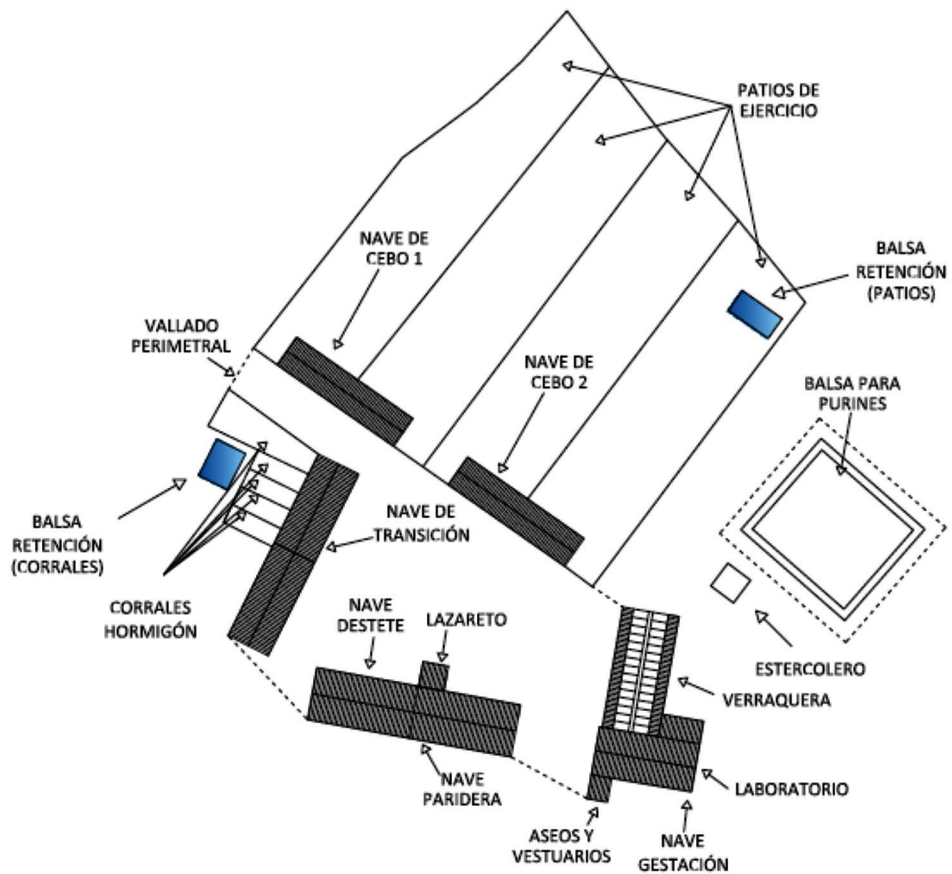 PATIOS DE
EJERCICIO
NAVE DE
CEBO 1
BALSA
RETENCIÓN
(PATIOS)
VALLADO
PERIMETRAL
NAVE DE
CEBO 2
BALSA PARA
PURINES
BALSA
RETENCIÓN
(CORRALES)
NAVE DE
TRANSICIÓN
CORRALES
HORMIGÓN
NAVE
DESTETE
LAZARETO
ESTERCOLERO
VERRAQUERA
NAVE
PARIDERA
LABORATORIO
ASEOS Y
VESTUARIOS
NAVE
GESTACIÓN